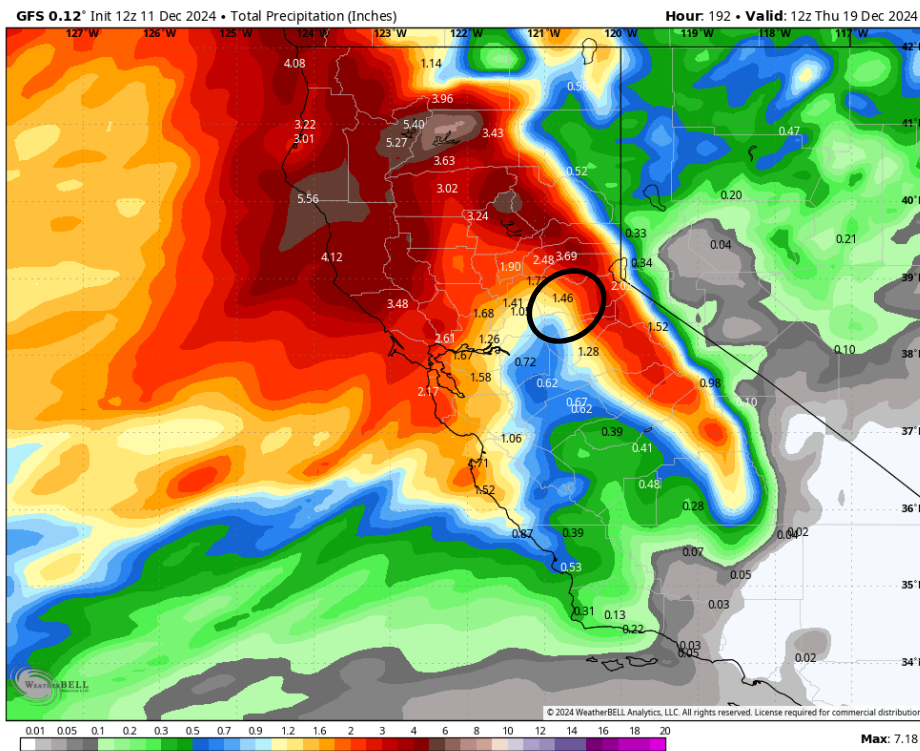 GFS 0.12° Init 12z 11 Dec 2024 • Total Precipitation (Inches)
Hour: 192 • Valid: 12z Thu 19 Dec 2024
127°W 126°W 125°W 124°W 123°W 122°W 121°W 120°W 119°W 118°W 117°W 42°
4.08 1.14
3.96
3.22 5.40 41°
3.01 5.27 3.43 0.47
3.63 0.52
5.56 3.02 0.20 40°
3.24
0.33 0.04 0.21
4.12 1.90 2.48 3.69 0.34
39°
3.48 1.41 1.46
1.68 1.52
2.61 1.26 0.10 38°
1.67 0.72 1.28
1.58 0.62 0.98
2.17 0.67 0.10
0.62
1.06 0.39 37°
0.41
.71
1.52 0.48
0.28 36°
0.87 0.39 0.02
0.04
0.07
0.53 0.05 35°
0.31 0.13 0.03
0.22
0.03
0.05 0.02 34°
WEATHERBELL
© 2024 WeatherBELL Analytics, LLC. All rights reserved. License required for commercial distribution
0.01 0.05 0.1 0.2 0.3 0.5 0.7 0.9 1.2 1.6 2 3 4 6 8 10 12 14 16 18 20
Max: 7.18